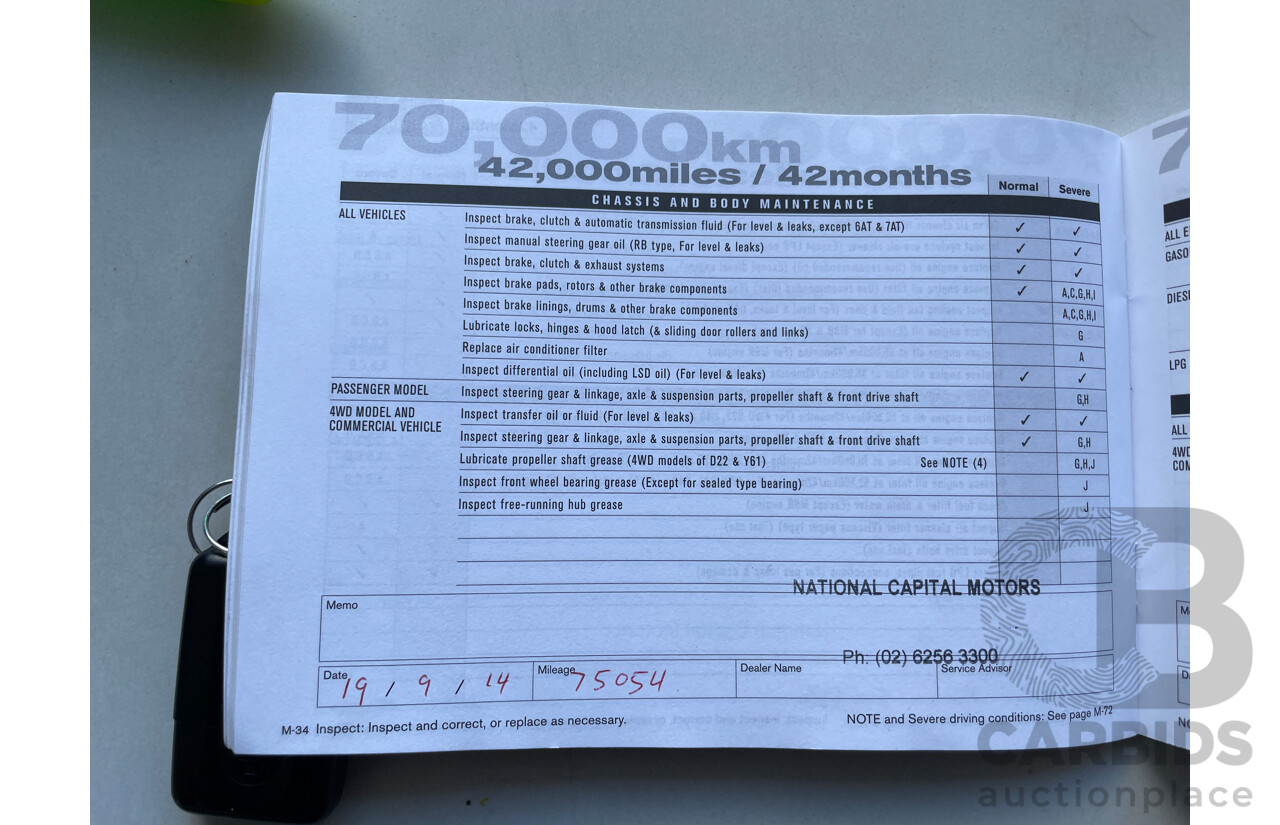 70,000km
42,000miles / 42months
Normal Severe
CHASSIS AND BODY MAINTENANCE
ALL VEHICLES Inspect brake, clutch & automatic transmission fluid (For level & leaks, except 6AT & 7AT) ✓ ✓
Inspect manual steering gear oil (RB type, For level & leaks) ✓ ✓
Inspect brake, clutch & exhaust systems ✓ ✓
Inspect brake pads, rotors & other brake components ✓ A,C,G,H,I
Inspect brake linings, drums & other brake components A,C,G,H,I
Lubricate locks, hinges & hood latch (& sliding door rollers and links) G
Replace air conditioner filter A
Inspect differential oil (including LSD oil) (For level & leaks) ✓ ✓
PASSENGER MODEL Inspect steering gear & linkage, axle & suspension parts, propeller shaft & front drive shaft G,H
4WD MODEL AND Inspect transfer oil or fluid (For level & leaks) ✓ ✓
COMMERCIAL VEHICLE Inspect steering gear & linkage, axle & suspension parts, propeller shaft & front drive shaft ✓ G,H
Lubricate propeller shaft grease (4WD models of D22 & Y61) See NOTE (4) G,H,J
Inspect front wheel bearing grease (Except for sealed type bearing) J
Inspect free-running hub grease J
NATIONAL CAPITAL MOTORS
Memo
Ph: (02) 6256 3300
Date 19 / 9 / 14 Mileage 75054 Dealer Name Service Advisor
M-34 Inspect: Inspect and correct, or replace as necessary. NOTE and Severe driving conditions: See page M-72
7
ALL E
GASO
DIES
LPG
ALL
4WD
COM
M
D
No
CARBIDS
auctionplace